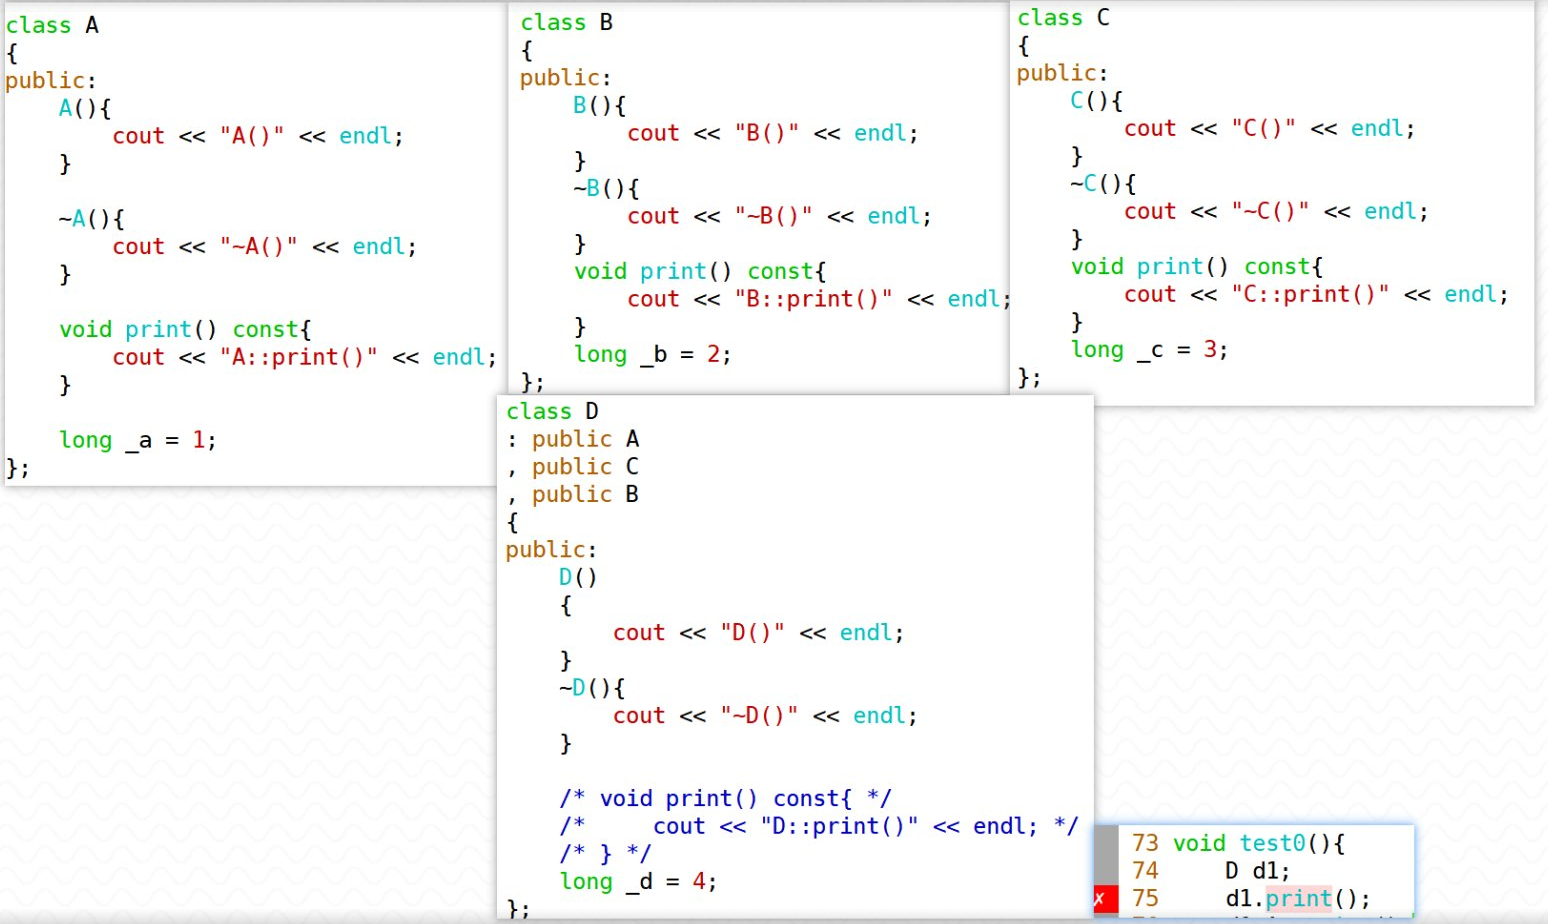 class A
{
public:
    A(){
        cout << "A()" << endl;
    }

    ~A(){
        cout << "~A()" << endl;
    }

    void print() const{
        cout << "A::print()" << endl;
    }

    long _a = 1;
};
class B
{
public:
    B(){
        cout << "B()" << endl;
    }
    ~B(){
        cout << "~B()" << endl;
    }
    void print() const{
        cout << "B::print()" << endl;
    }
    long _b = 2;
};
class C
{
public:
    C(){
        cout << "C()" << endl;
    }
    ~C(){
        cout << "~C()" << endl;
    }
    void print() const{
        cout << "C::print()" << endl;
    }
    long _c = 3;
};
class D
: public A
, public C
, public B
{
public:
    D()
    {
        cout << "D()" << endl;
    }
    ~D(){
        cout << "~D()" << endl;
    }

    /* void print() const{ */
    /*     cout << "D::print()" << endl; */
    /* } */
    long _d = 4;
};
73 void test0(){
74     D d1;
✗ 75     d1.print();